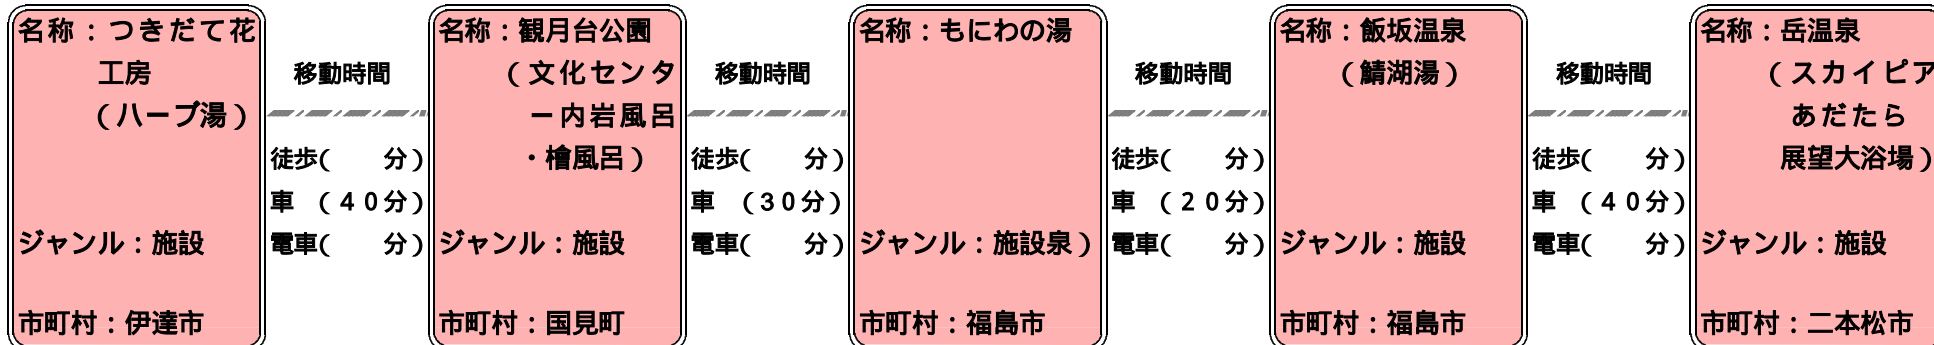 名称：つきだて花
工房
（ハーブ湯）
ジャンル：施設
市町村：伊達市
移動時間
徒歩(　　分)
車　(４０分)
電車(　　分)
名称：観月台公園
（文化センタ
ー内岩風呂
・檜風呂）
ジャンル：施設
市町村：国見町
移動時間
徒歩(　　分)
車　(３０分)
電車(　　分)
名称：もにわの湯
ジャンル：施設泉）
市町村：福島市
移動時間
徒歩(　　分)
車　(２０分)
電車(　　分)
名称：飯坂温泉
（鯖湖湯）
ジャンル：施設
市町村：福島市
移動時間
徒歩(　　分)
車　(４０分)
電車(　　分)
名称：岳温泉
（スカイピア
あだたら
展望大浴場）
ジャンル：施設
市町村：二本松市